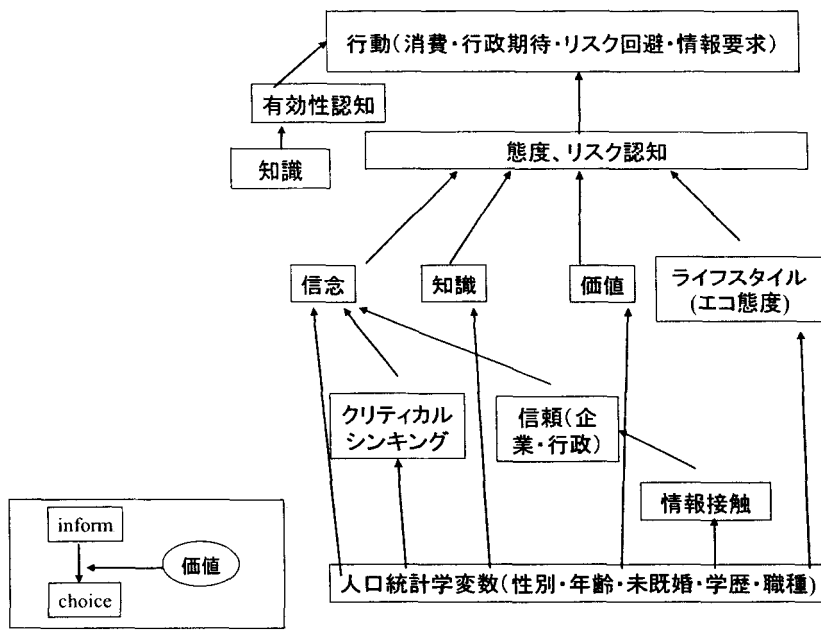 行動(消費・行政期待・リスク回避・情報要求)
有効性認知
知識
態度、リスク認知
信念
知識
価値
ライフスタイル
(エコ態度)
クリティカル
シンキング
信頼(企
業・行政)
情報接触
人口統計学変数(性別・年齢・未既婚・学歴・職種)
inform
価値
choice